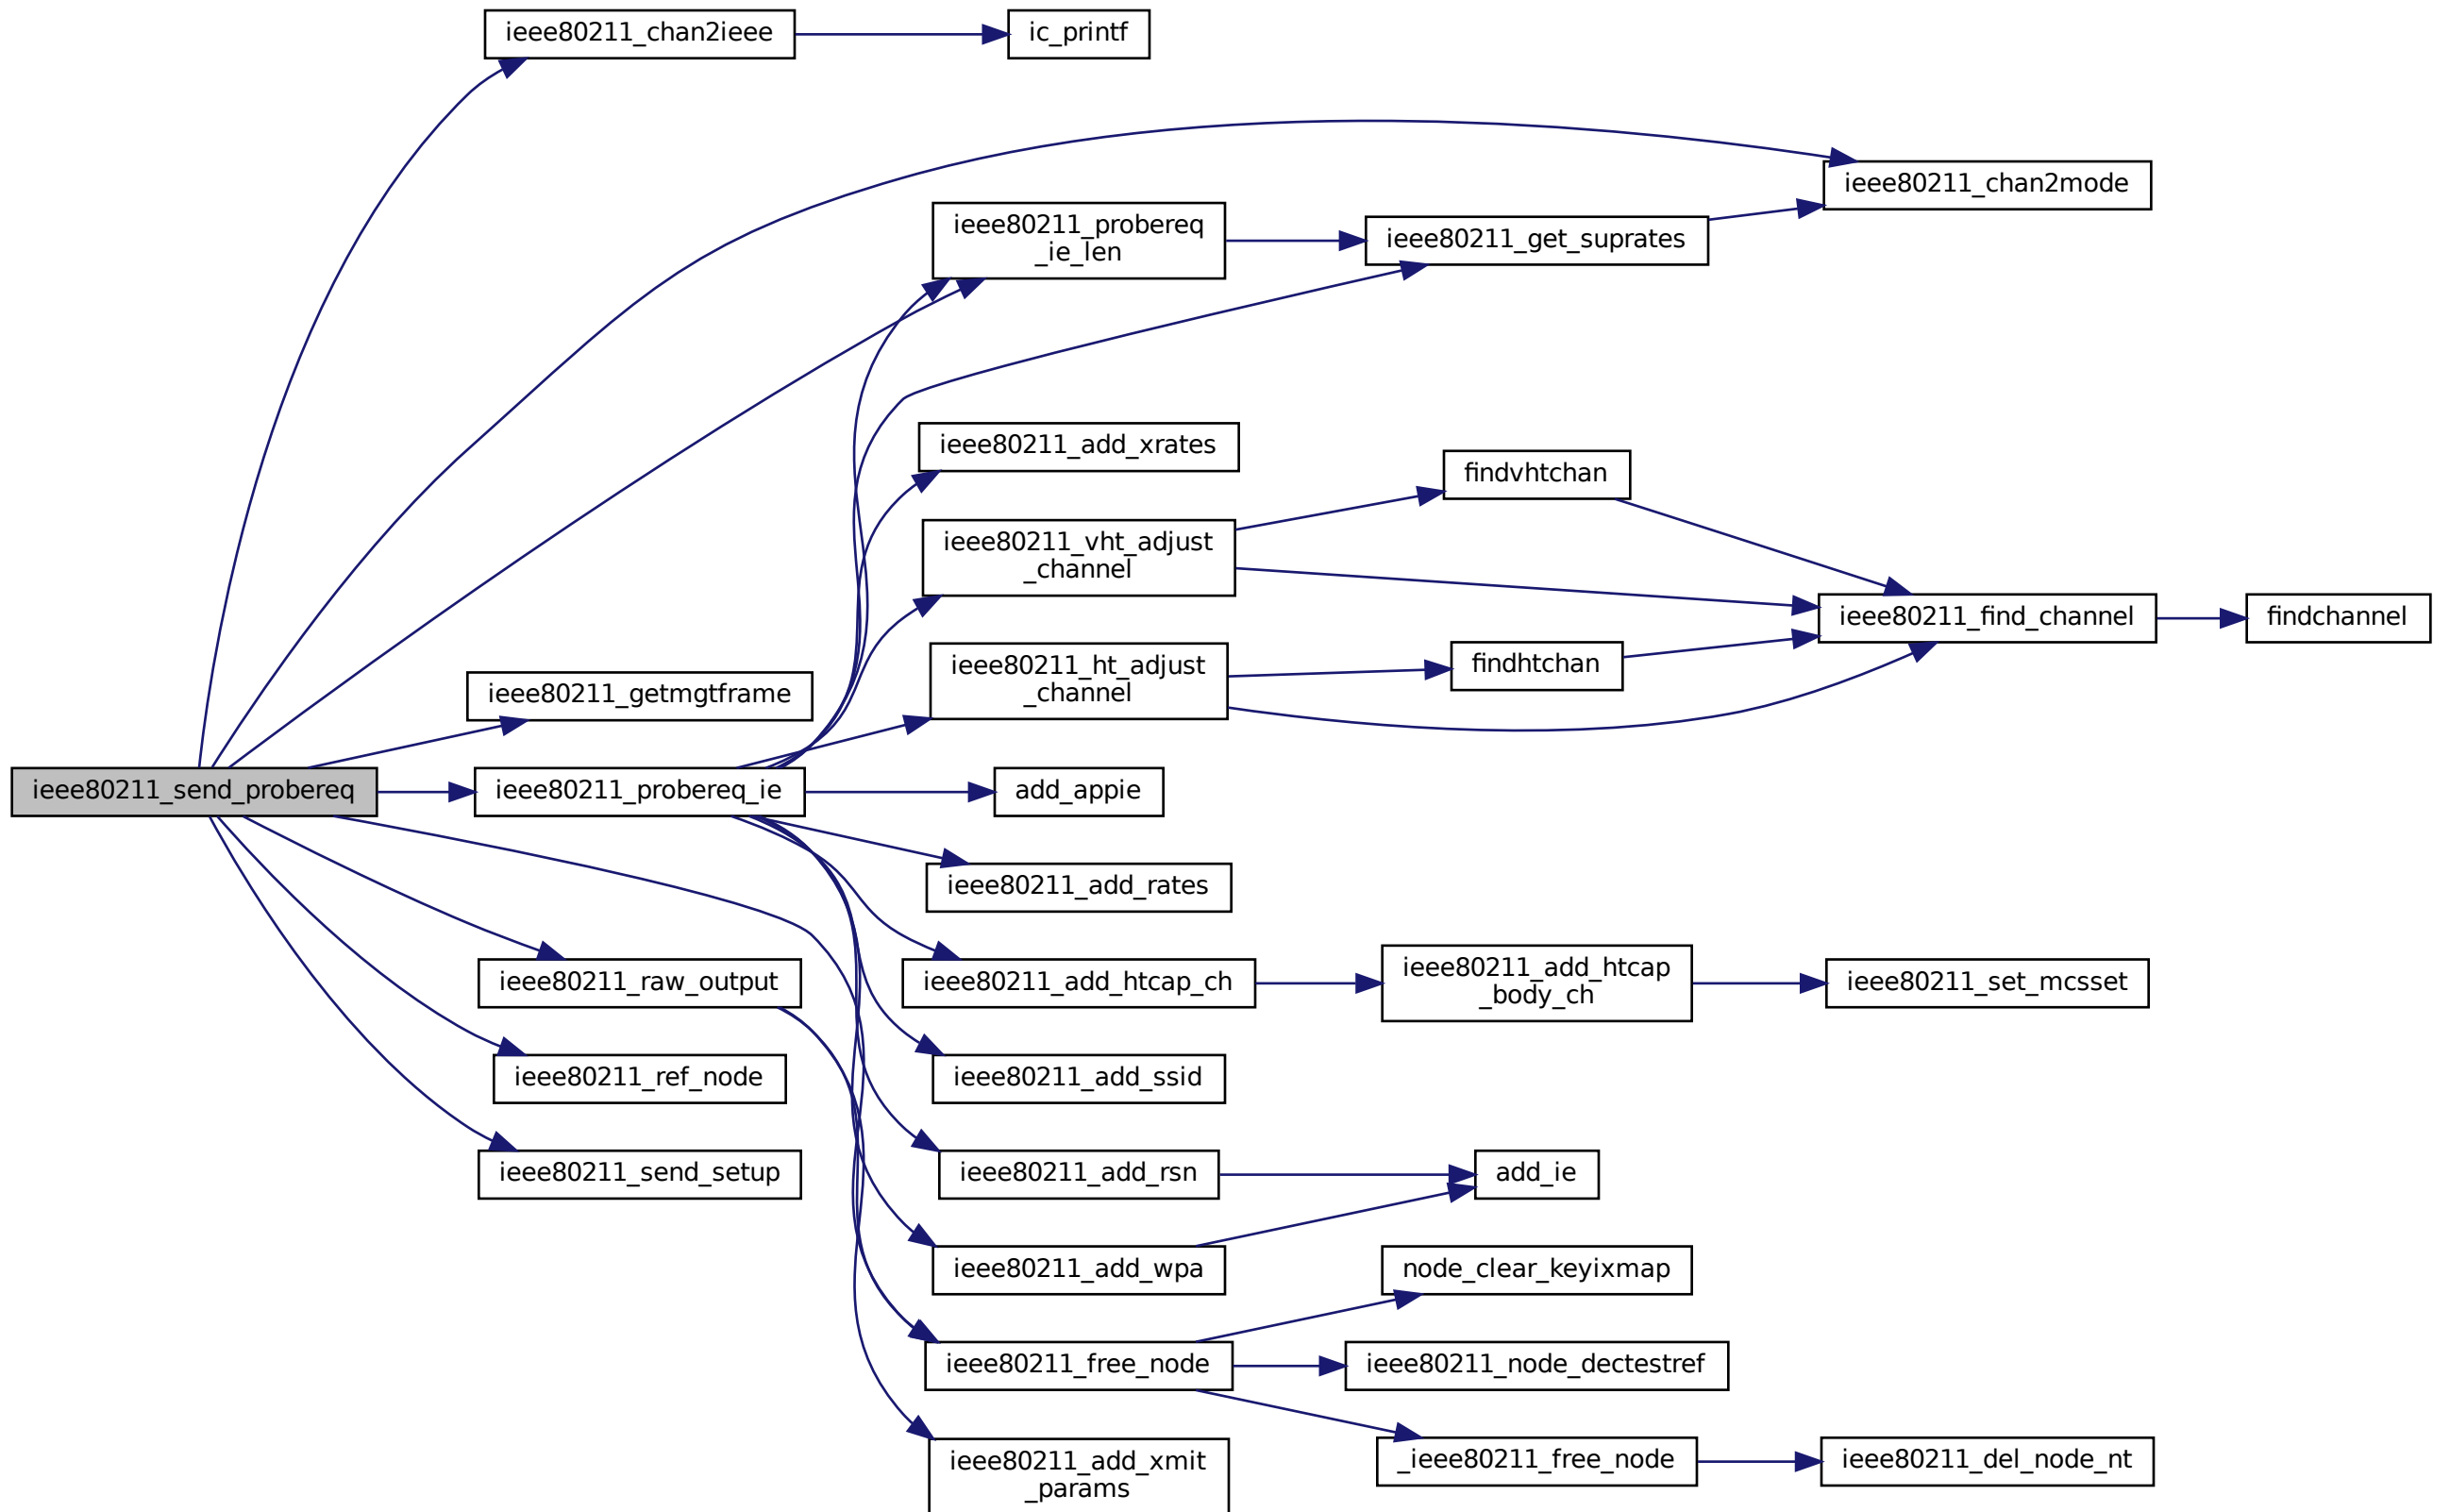 ieee80211_chan2ieee
ic_printf
ieee80211_chan2mode
ieee80211_probereq
_ie_len
ieee80211_get_suprates
ieee80211_add_xrates
findvhtchan
ieee80211_vht_adjust
_channel
ieee80211_find_channel
findchannel
ieee80211_ht_adjust
_channel
findhtchan
ieee80211_getmgtframe
ieee80211_send_probereq
ieee80211_probereq_ie
add_appie
ieee80211_add_rates
ieee80211_raw_output
ieee80211_add_htcap_ch
ieee80211_add_htcap
_body_ch
ieee80211_set_mcsset
ieee80211_ref_node
ieee80211_add_ssid
ieee80211_send_setup
ieee80211_add_rsn
add_ie
ieee80211_add_wpa
node_clear_keyixmap
ieee80211_free_node
ieee80211_node_dectestref
_ieee80211_free_node
ieee80211_del_node_nt
ieee80211_add_xmit
_params